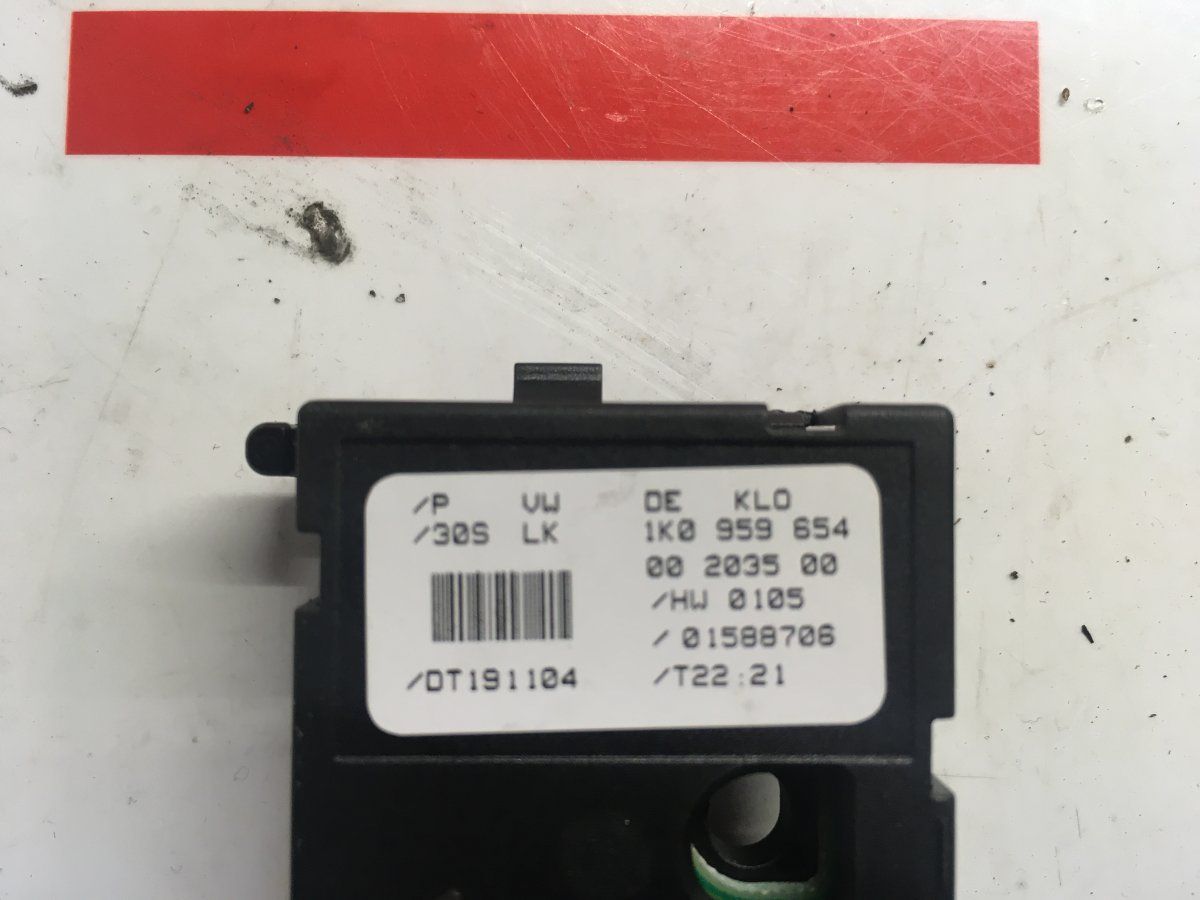 /P VW DE KLO
/30S LK 1K0 959 654
00 2035 00
/HW 0105
/ 01588706
/DT191104 /T22:21